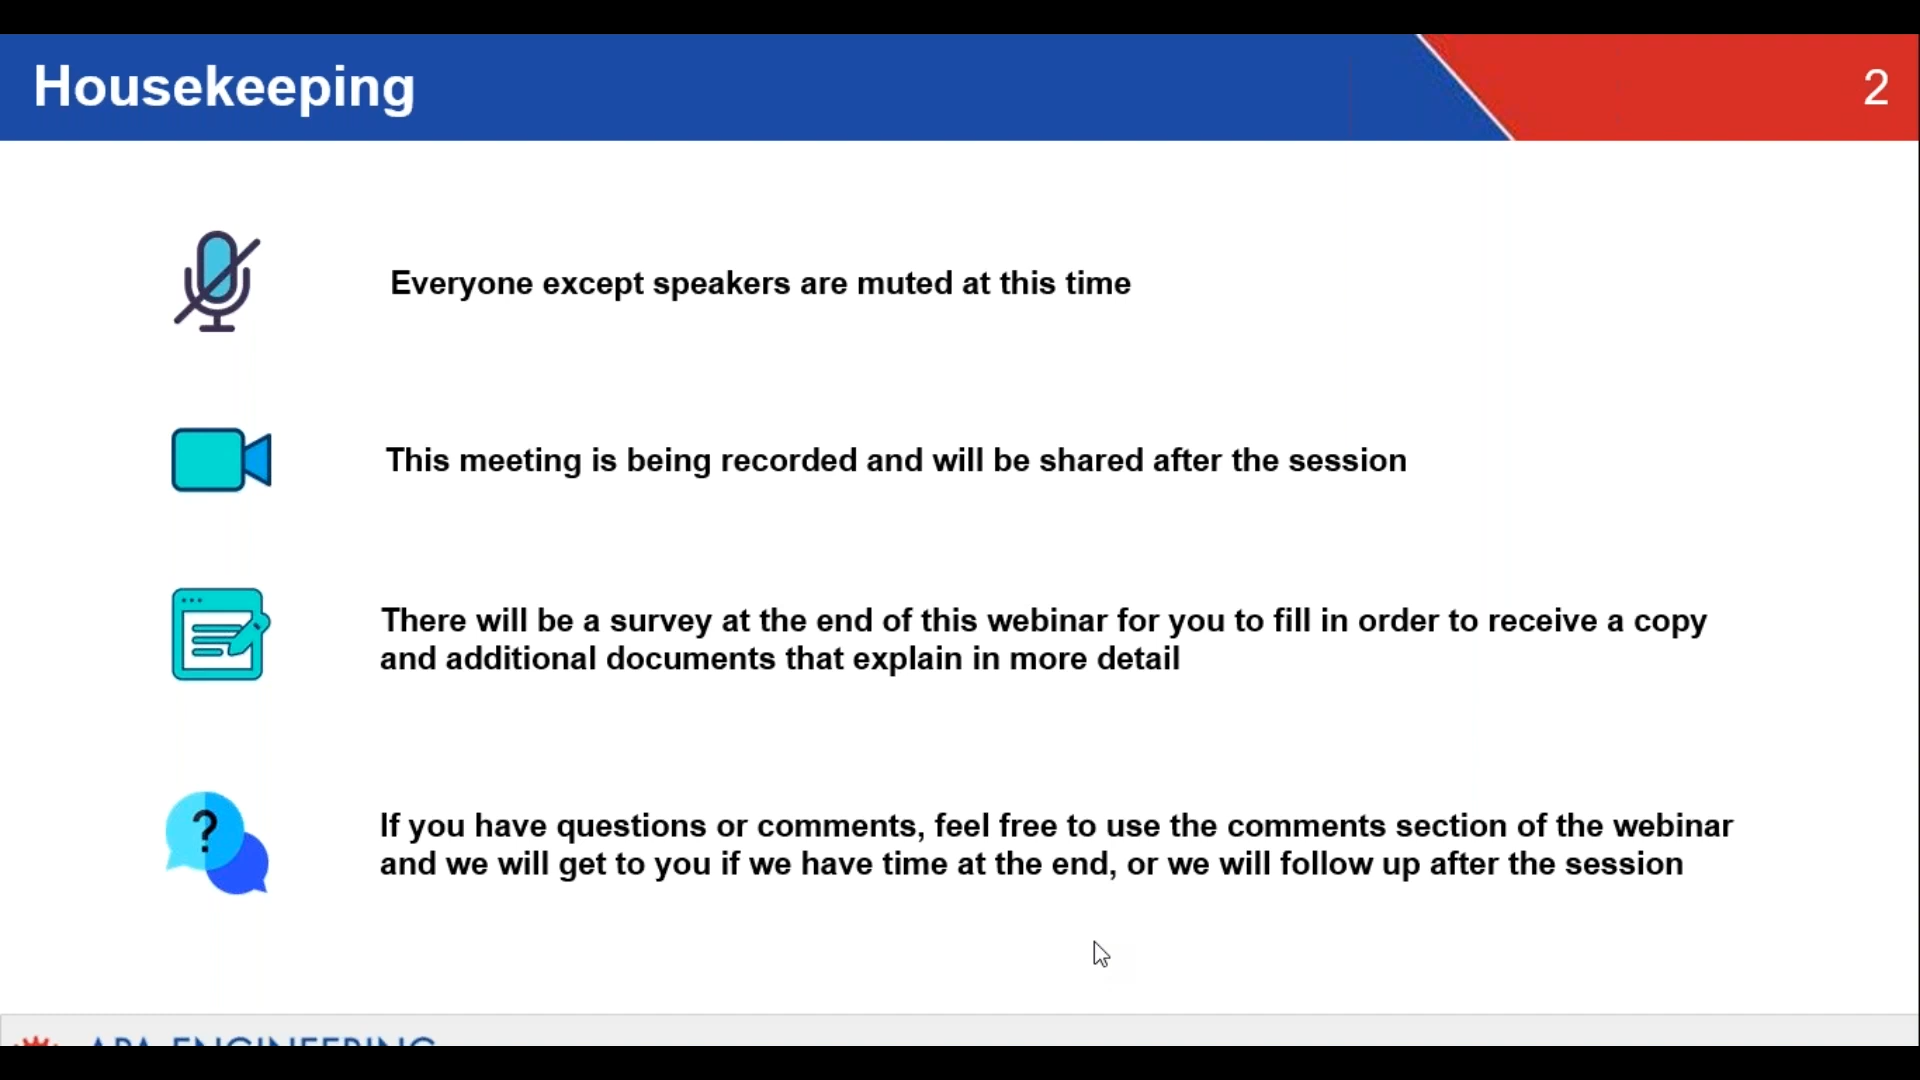 Housekeeping
2
Everyone except speakers are muted at this time
This meeting is being recorded and will be shared after the session
There will be a survey at the end of this webinar for you to fill in order to receive a copy
and additional documents that explain in more detail
?
If you have questions or comments, feel free to use the comments section of the webinar
and we will get to you if we have time at the end, or we will follow up after the session
APA ENGINEERING